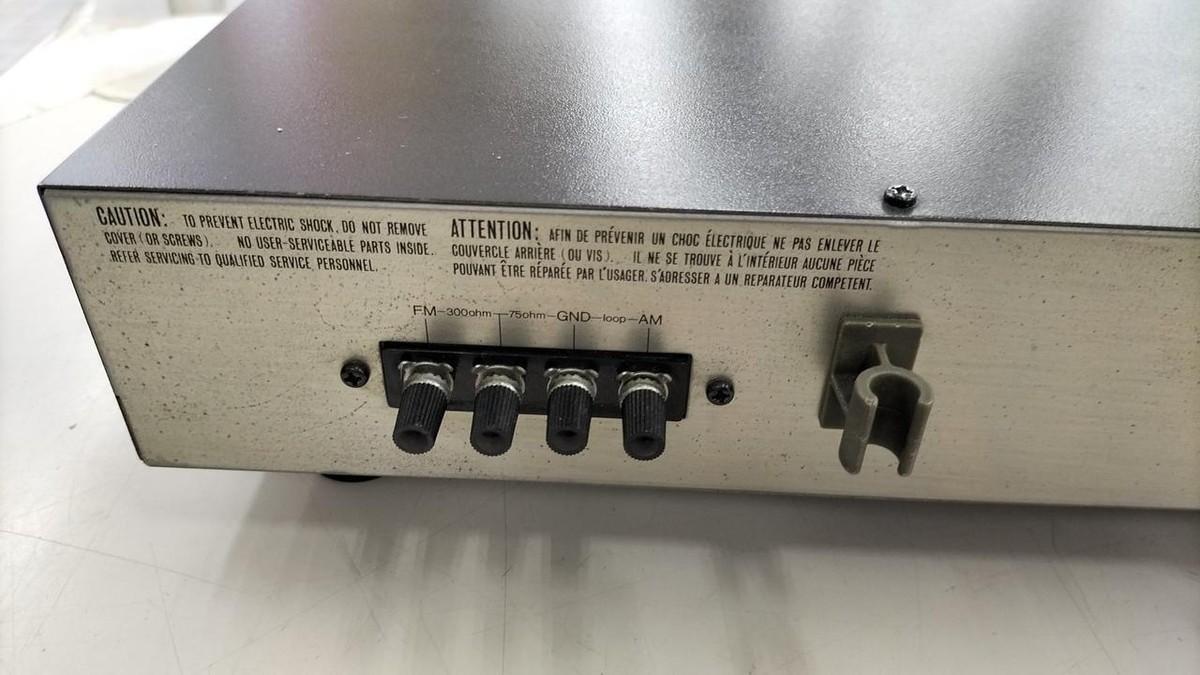 CAUTION: TO PREVENT ELECTRIC SHOCK, DO NOT REMOVE
COVER (OR SCREWS). NO USER-SERVICEABLE PARTS INSIDE.
REFER SERVICING TO QUALIFIED SERVICE PERSONNEL.
ATTENTION: AFIN DE PRÉVENIR UN CHOC ÉLECTRIQUE NE PAS ENLEVER LE
COUVERCLE ARRIÈRE (OU VIS). IL NE SE TROUVE À L'INTÉRIEUR AUCUNE PIÈCE
POUVANT ÊTRE RÉPARÉE PAR L'USAGER. S'ADRESSER A UN REPARATEUR COMPETENT.
FM-300ohm-75ohm-GND-loop-AM